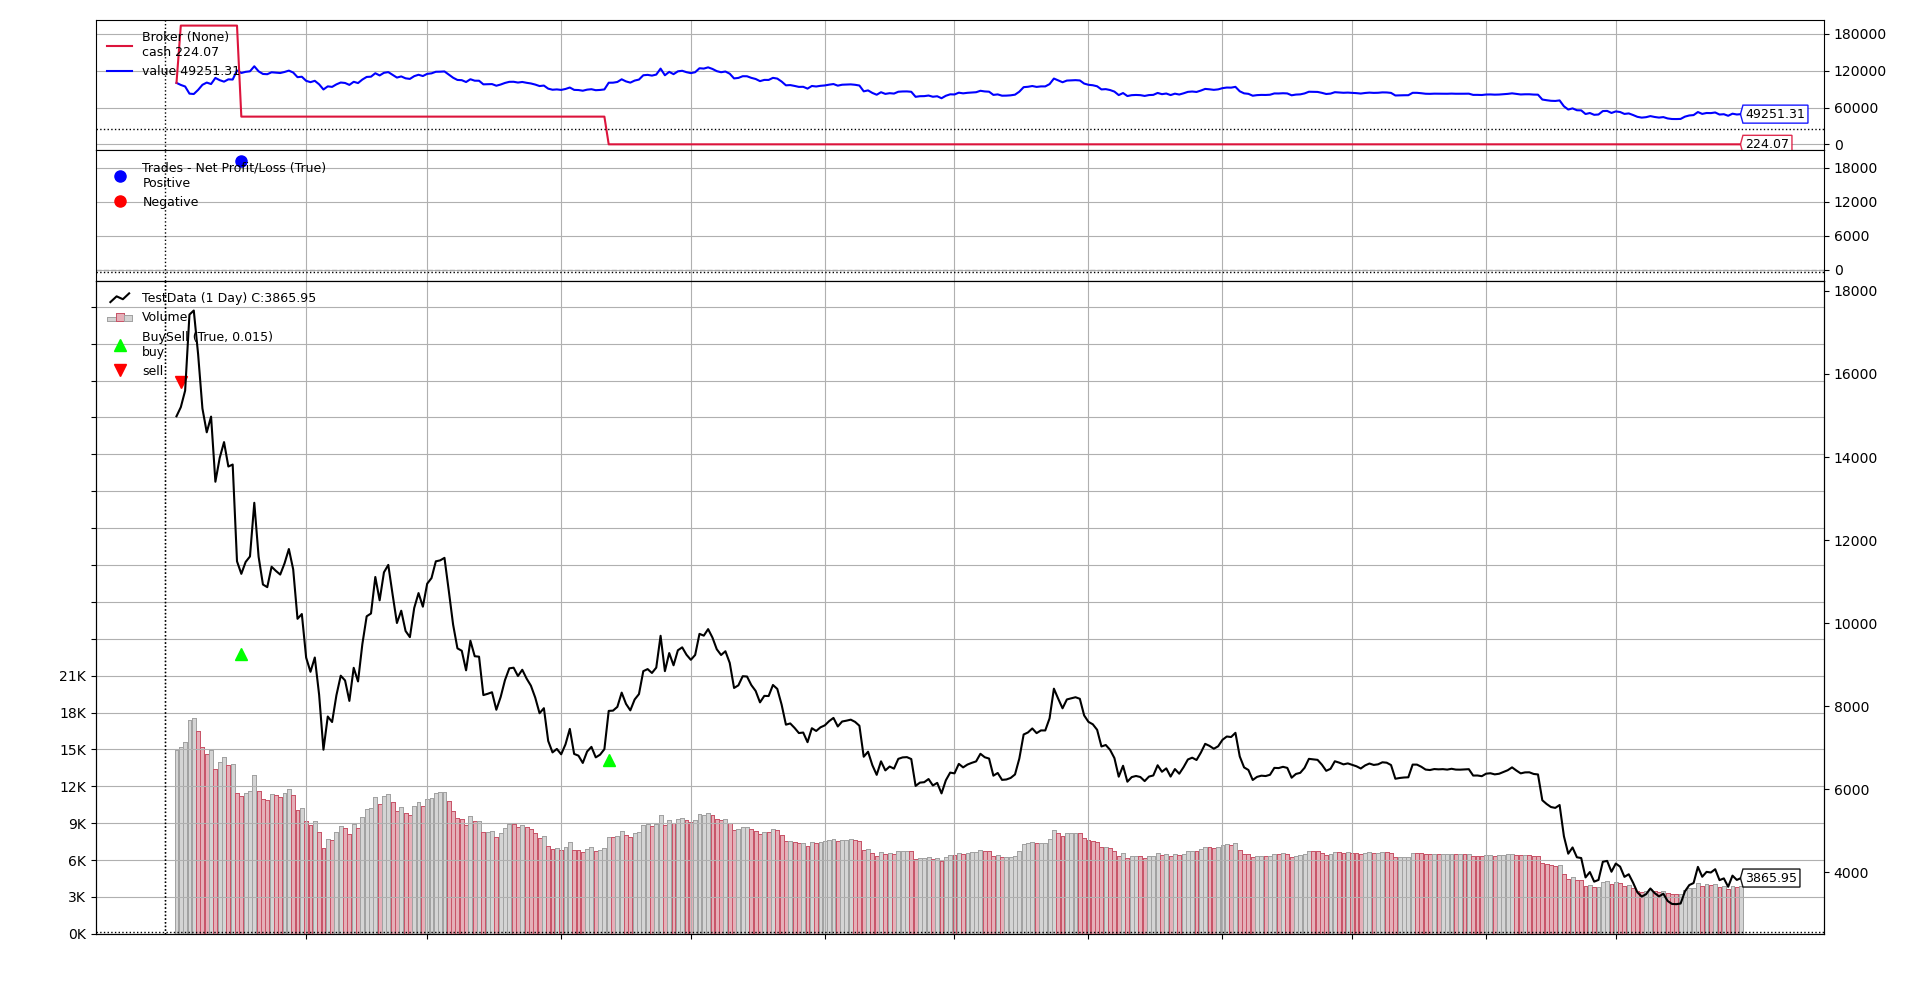 Broker (None)
cash 224.07
value 49251.31
180000
120000
60000
0
49251.31
224.07
Trades - Net Profit/Loss (True)
Positive
Negative
18000
12000
6000
0
TestData (1 Day) C:3865.95
Volume
BuySell (True, 0.015)
buy
sell
18000
16000
14000
12000
10000
8000
6000
4000
3865.95
21K
18K
15K
12K
9K
6K
3K
0K